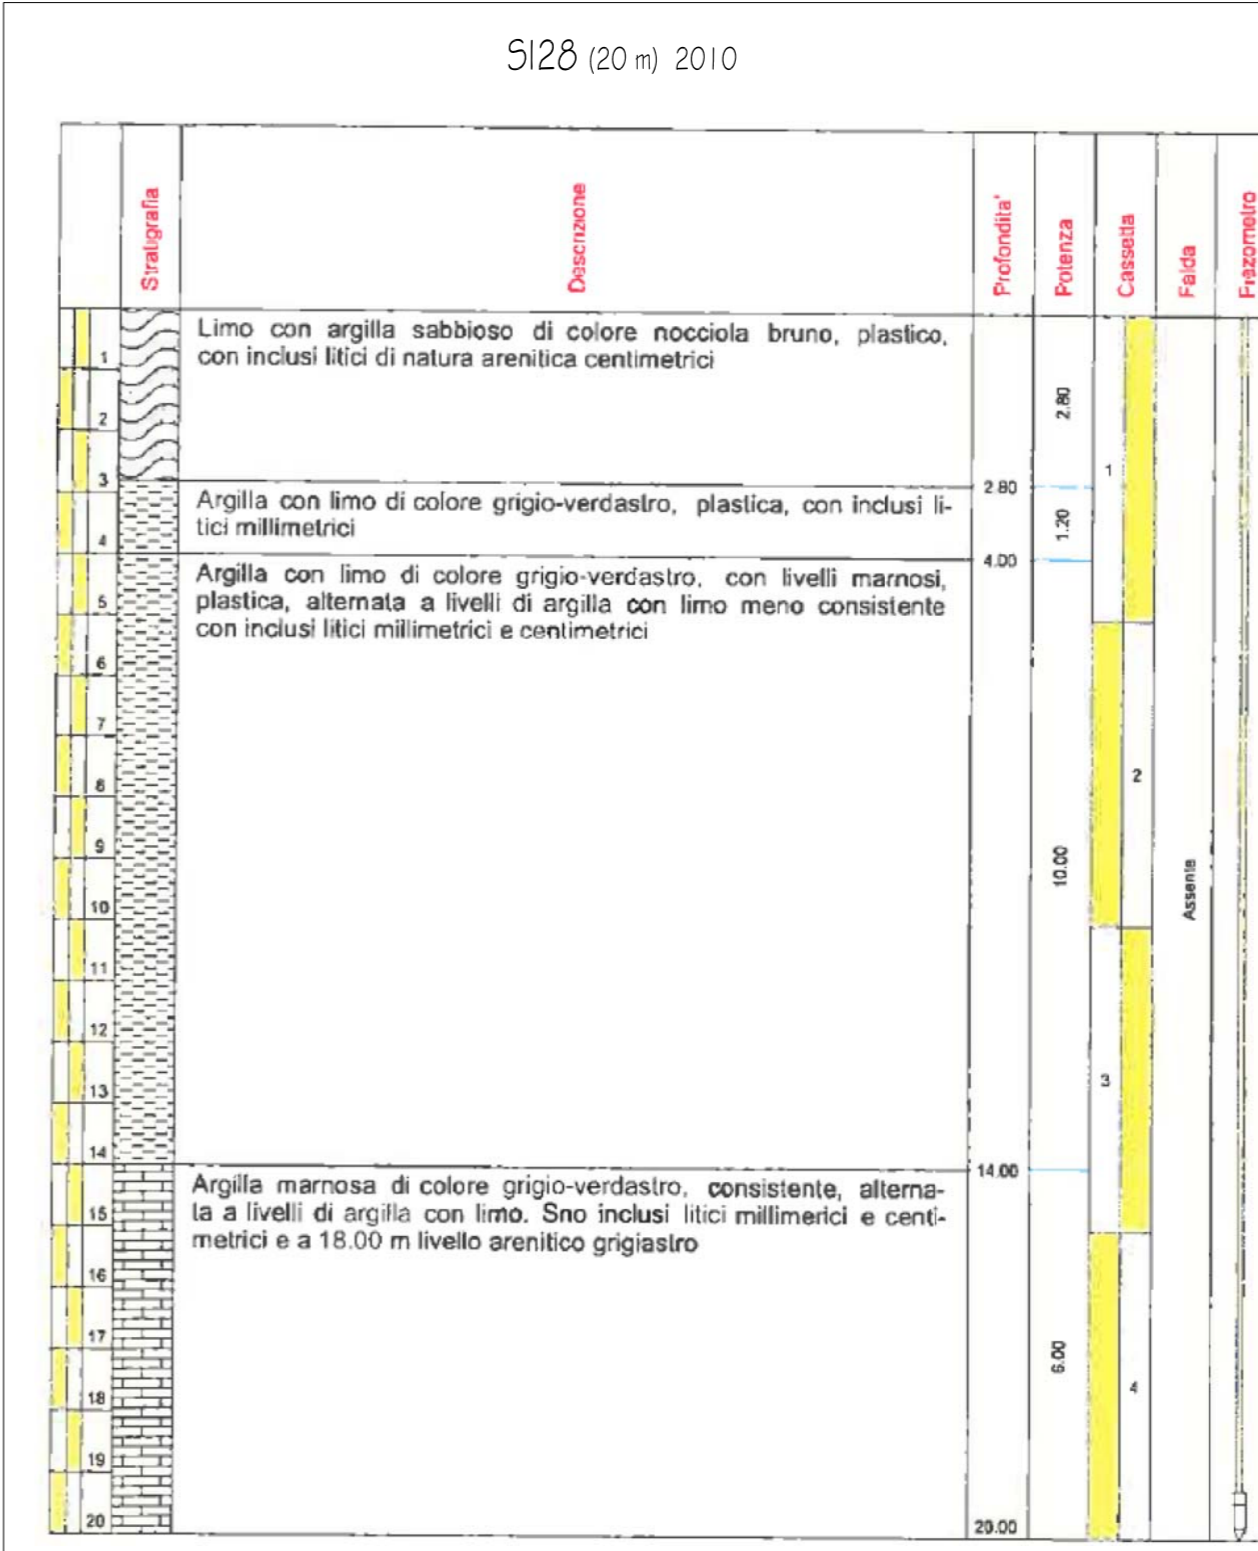 S128 (20 m) 2010
Stratigrafia
Descrizione
Profondita'
Potenza
Cassetta
Falda
Limo con argilla sabbioso di colore nocciola bruno, plastico,
con inclusi litici di natura arenitica centimetrici
Argilla con limo di colore grigio-verdastro, plastica, con inclusi li-
tici millimetrici
Argilla con limo di colore grigio-verdastro, con livelli marnosi,
plastica, alternata a livelli di argilla con limo meno consistente
con inclusi litici millimetrici e centimetrici
Argilla marnosa di colore grigio-verdastro, consistente, alterna-
ta a livelli di argilla con limo. Sno inclusi litici millimerici e centi-
metrici e a 18.00 m livello arenitico grigiastro
1
2
3
4
5
6
7
8
9
10
11
12
13
14
15
16
17
18
19
20
2.80
4.00
14.00
20.00
2.80
1.20
10.00
6.00
1
2
3
4
Assente